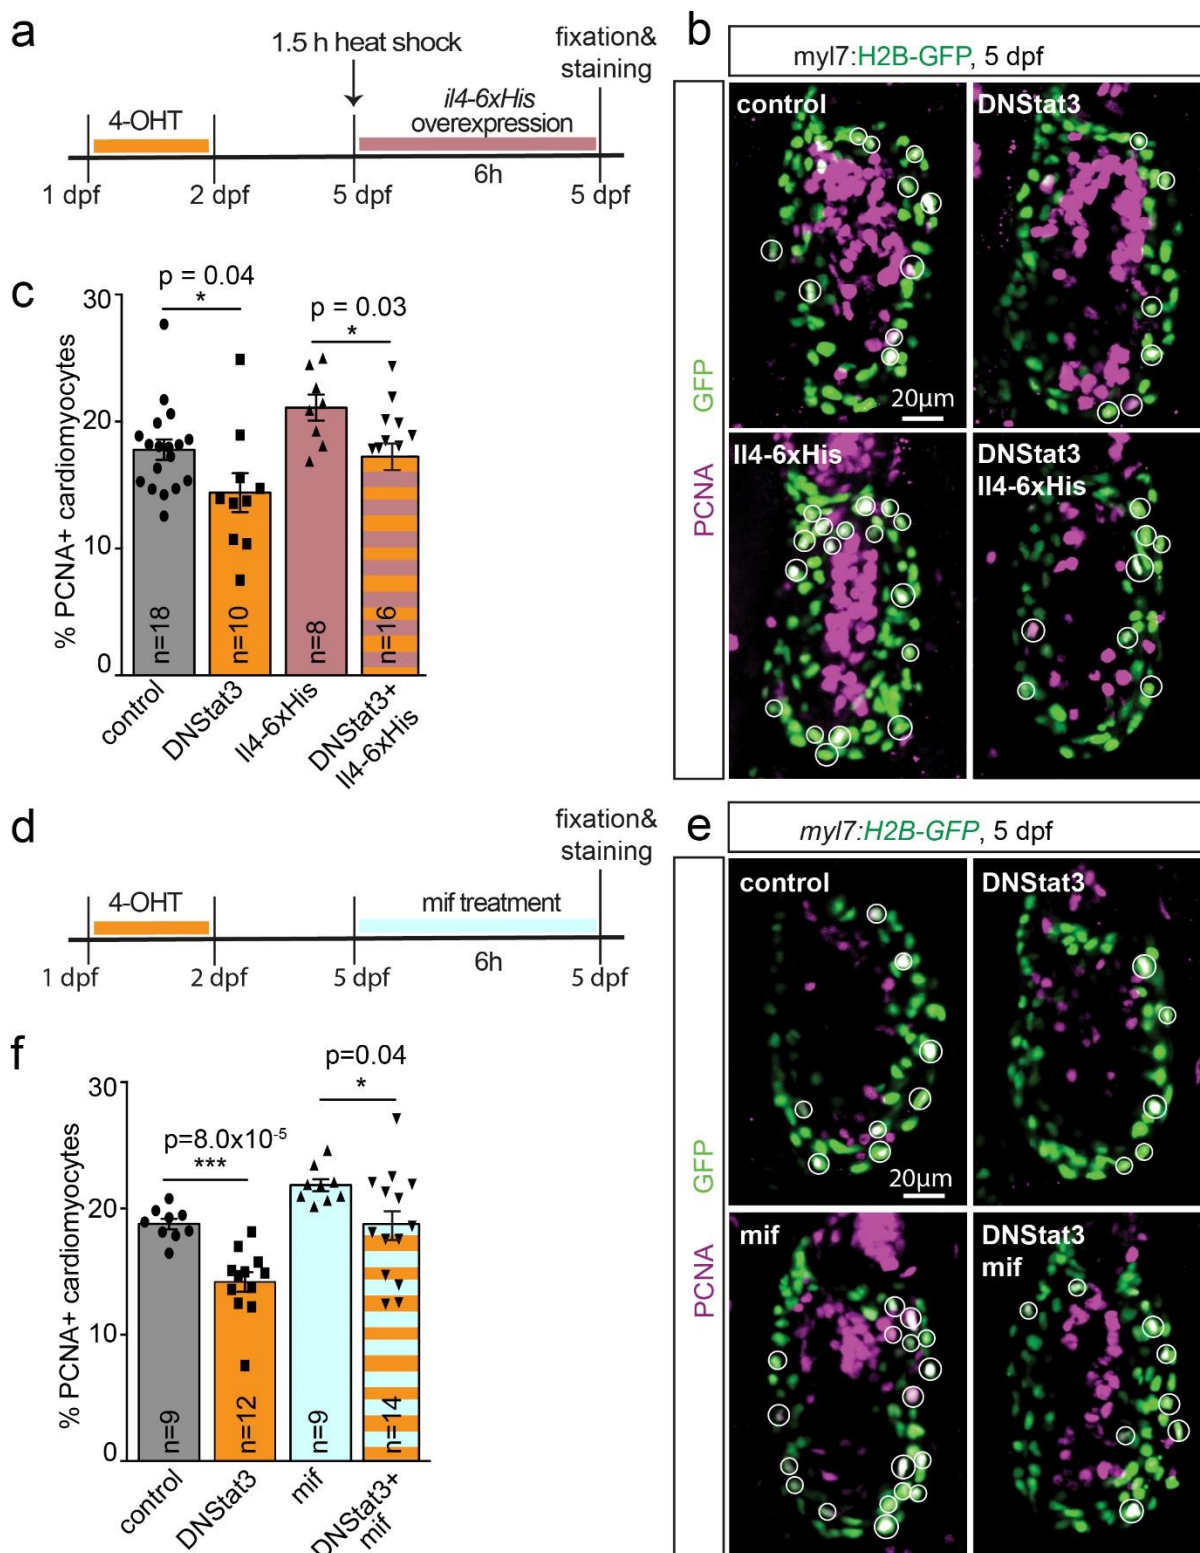 a
1.5 h heat shock
fixation&
staining
4-OHT
il4-6xHis
overexpression
6h
1 dpf
2 dpf
5 dpf
5 dpf
b
myl7:H2B-GFP, 5 dpf
PCNA GFP
control
DNStat3
20µm
Il4-6xHis
DNStat3
Il4-6xHis
c
p = 0.04
*
p = 0.03
*
30
20
10
0
% PCNA+ cardiomyocytes
n=18
n=10
n=8
n=16
control
DNStat3
Il4-6xHis
DNStat3+
Il4-6xHis
d
fixation&
staining
4-OHT
mif treatment
6h
1 dpf
2 dpf
5 dpf
5 dpf
e
myl7:H2B-GFP, 5 dpf
PCNA GFP
control
DNStat3
20µm
mif
DNStat3
mif
f
p=0.04
*
p=8.0x10⁻⁵
***
30
20
10
0
% PCNA+ cardiomyocytes
n=9
n=12
n=9
n=14
control
DNStat3
mif
DNStat3+
mif